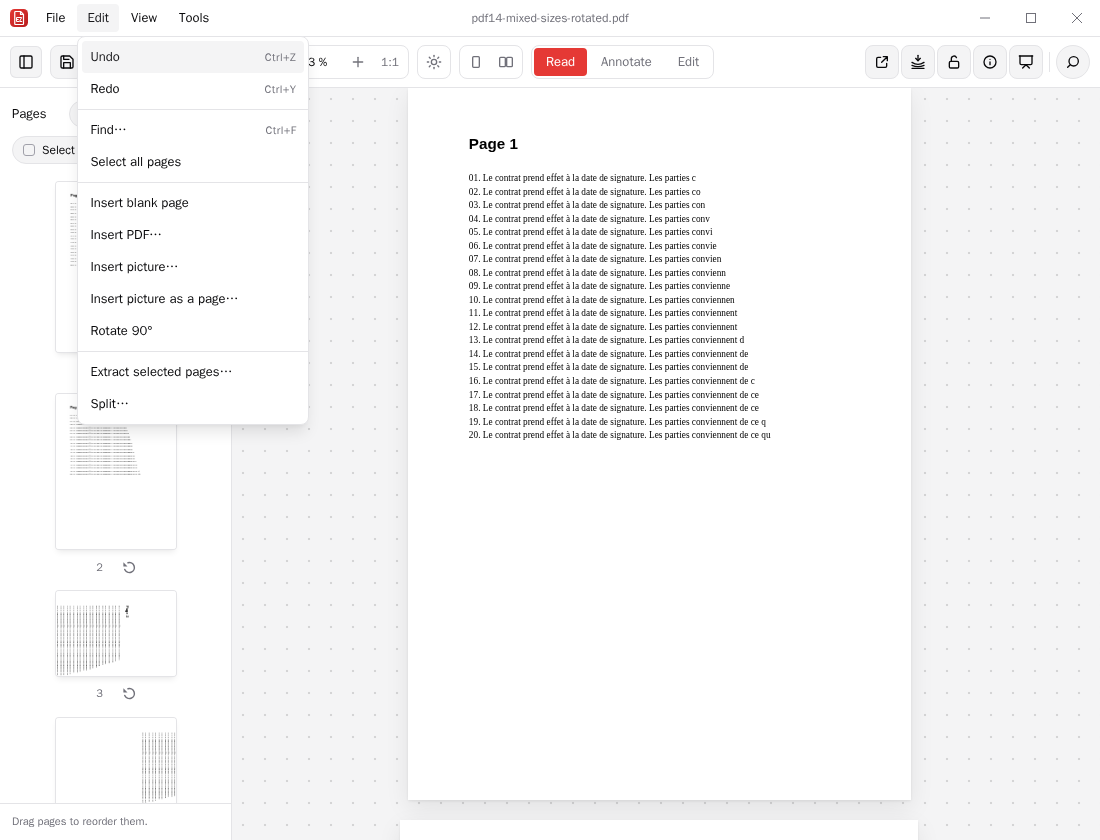 File Edit View Tools
pdf14-mixed-sizes-rotated.pdf
3 % 1:1
Read Annotate Edit
Undo Ctrl+Z
Redo Ctrl+Y
Find… Ctrl+F
Select all pages
Insert blank page
Insert PDF…
Insert picture…
Insert picture as a page…
Rotate 90°
Extract selected pages…
Split…
Pages
Select
2
3
Drag pages to reorder them.
Page 1
01. Le contrat prend effet à la date de signature. Les parties c
02. Le contrat prend effet à la date de signature. Les parties co
03. Le contrat prend effet à la date de signature. Les parties con
04. Le contrat prend effet à la date de signature. Les parties conv
05. Le contrat prend effet à la date de signature. Les parties convi
06. Le contrat prend effet à la date de signature. Les parties convie
07. Le contrat prend effet à la date de signature. Les parties convien
08. Le contrat prend effet à la date de signature. Les parties convienn
09. Le contrat prend effet à la date de signature. Les parties convienne
10. Le contrat prend effet à la date de signature. Les parties conviennen
11. Le contrat prend effet à la date de signature. Les parties conviennent
12. Le contrat prend effet à la date de signature. Les parties conviennent
13. Le contrat prend effet à la date de signature. Les parties conviennent d
14. Le contrat prend effet à la date de signature. Les parties conviennent de
15. Le contrat prend effet à la date de signature. Les parties conviennent de
16. Le contrat prend effet à la date de signature. Les parties conviennent de c
17. Le contrat prend effet à la date de signature. Les parties conviennent de ce
18. Le contrat prend effet à la date de signature. Les parties conviennent de ce
19. Le contrat prend effet à la date de signature. Les parties conviennent de ce q
20. Le contrat prend effet à la date de signature. Les parties conviennent de ce qu